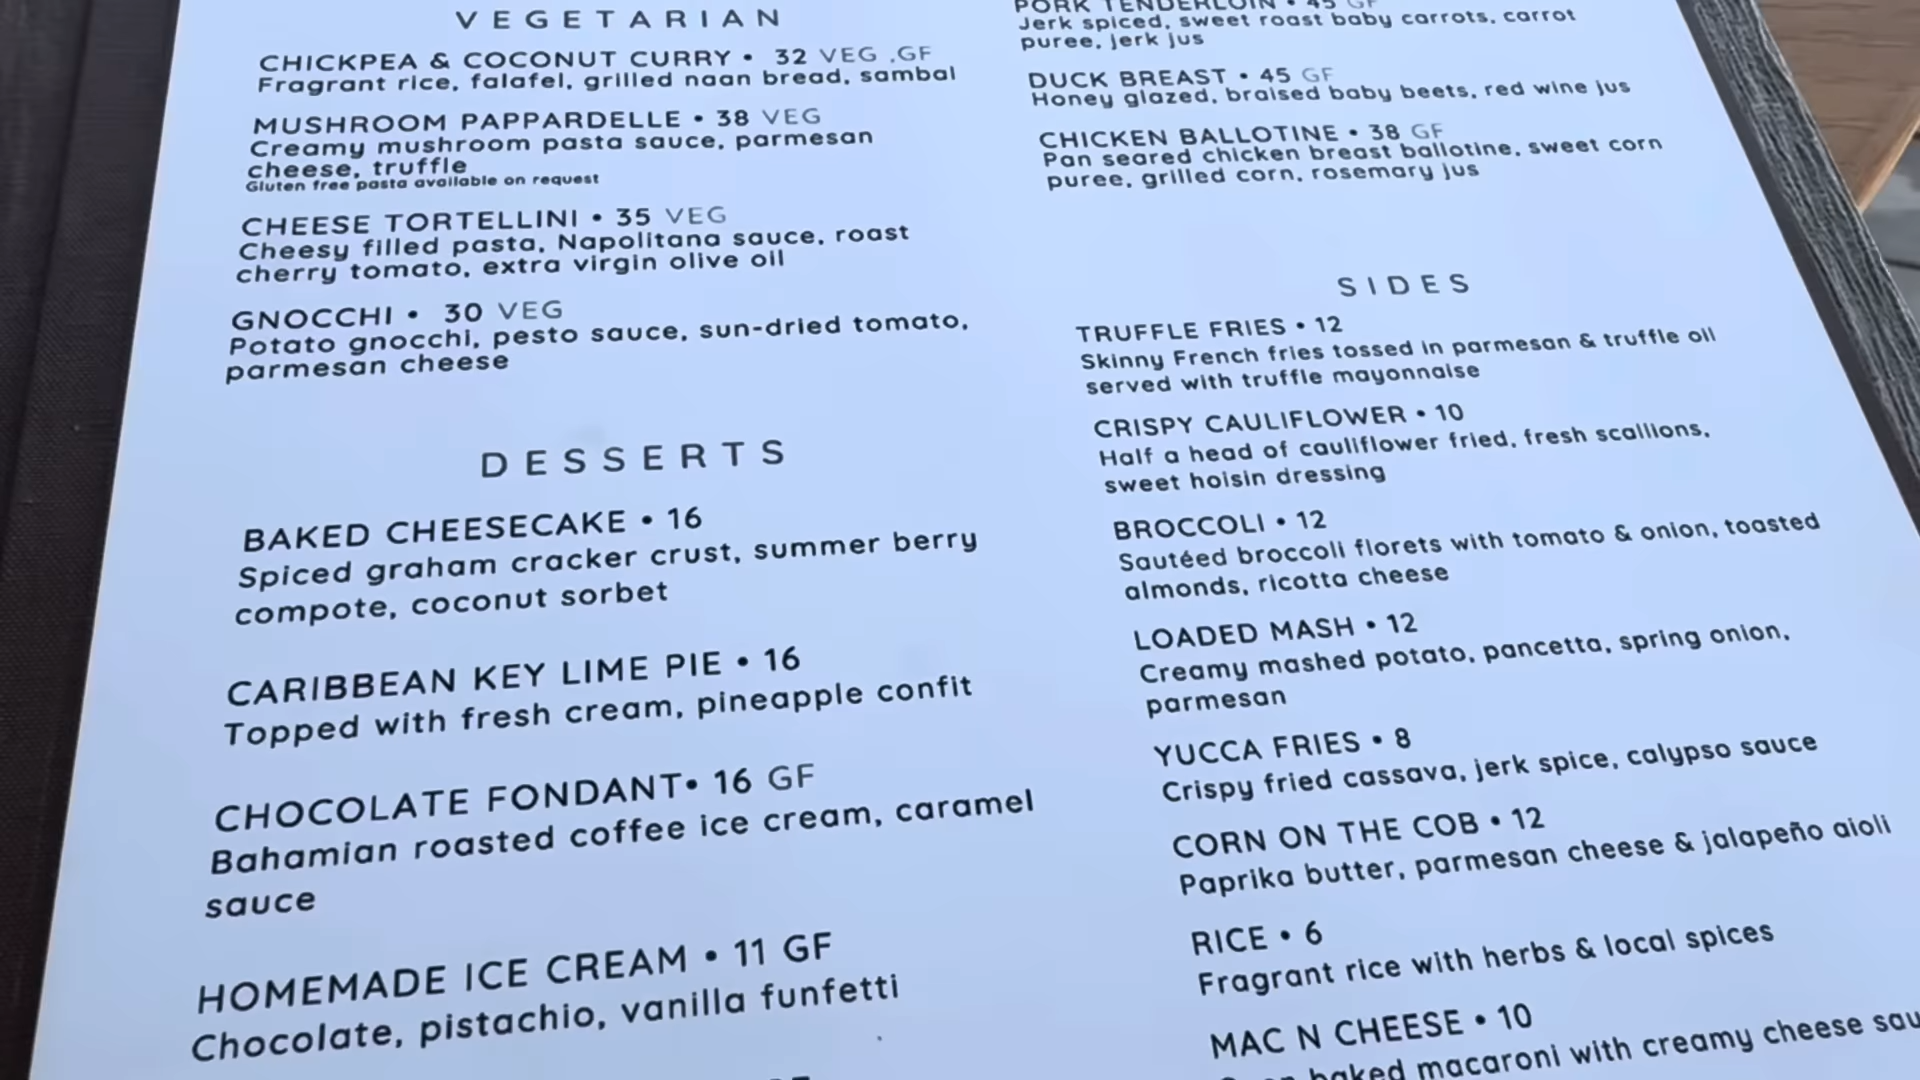 VEGETARIAN
CHICKPEA & COCONUT CURRY • 32 VEG ,GF
Fragrant rice, falafel, grilled naan bread, sambal
MUSHROOM PAPPARDELLE • 38 VEG
Creamy mushroom pasta sauce, parmesan
cheese, truffle
Gluten free pasta available on request
CHEESE TORTELLINI • 35 VEG
Cheesy filled pasta, Napolitana sauce, roast
cherry tomato, extra virgin olive oil
GNOCCHI • 30 VEG
Potato gnocchi, pesto sauce, sun-dried tomato,
parmesan cheese
DESSERTS
BAKED CHEESECAKE • 16
Spiced graham cracker crust, summer berry
compote, coconut sorbet
CARIBBEAN KEY LIME PIE • 16
Topped with fresh cream, pineapple confit
CHOCOLATE FONDANT• 16 GF
Bahamian roasted coffee ice cream, caramel
sauce
HOMEMADE ICE CREAM • 11 GF
Chocolate, pistachio, vanilla funfetti
PORK TENDERLOIN • 45 GF
Jerk spiced, sweet roast baby carrots, carrot
puree, jerk jus
DUCK BREAST • 45 GF
Honey glazed, braised baby beets, red wine jus
CHICKEN BALLOTINE • 38 GF
Pan seared chicken breast ballotine, sweet corn
puree, grilled corn, rosemary jus
SIDES
TRUFFLE FRIES • 12
Skinny French fries tossed in parmesan & truffle oil
served with truffle mayonnaise
CRISPY CAULIFLOWER • 10
Half a head of cauliflower fried, fresh scallions,
sweet hoisin dressing
BROCCOLI • 12
Sautéed broccoli florets with tomato & onion, toasted
almonds, ricotta cheese
LOADED MASH • 12
Creamy mashed potato, pancetta, spring onion,
parmesan
YUCCA FRIES • 8
Crispy fried cassava, jerk spice, calypso sauce
CORN ON THE COB • 12
Paprika butter, parmesan cheese & jalapeño aioli
RICE • 6
Fragrant rice with herbs & local spices
MAC N CHEESE • 10
baked macaroni with creamy cheese